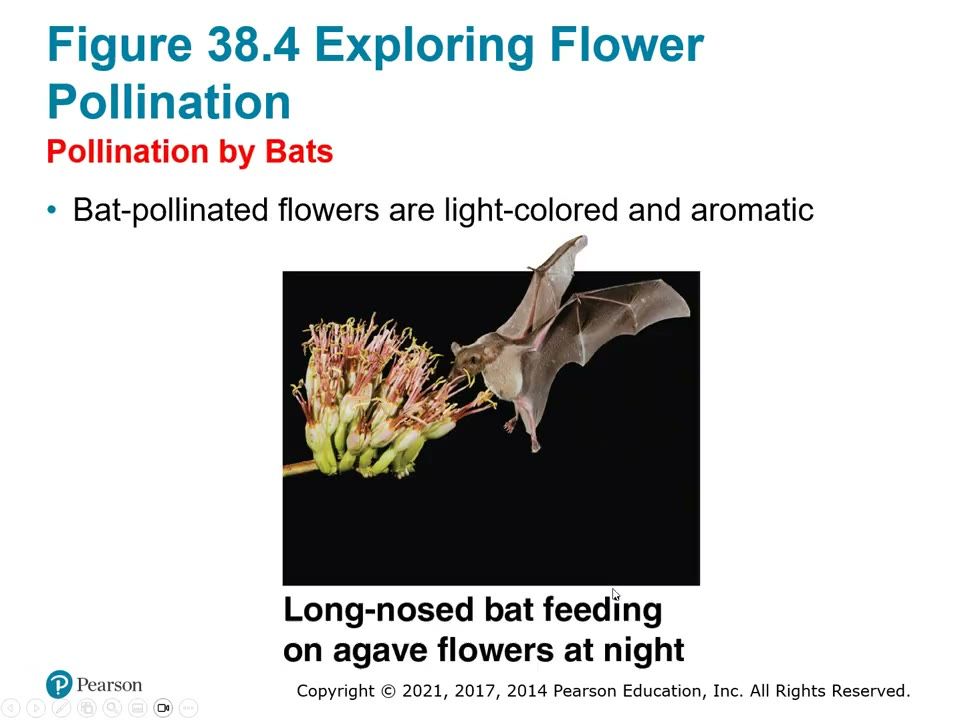 Figure 38.4 Exploring Flower
Pollination
Pollination by Bats
• Bat-pollinated flowers are light-colored and aromatic
Long-nosed bat feeding
on agave flowers at night
Pearson
Copyright © 2021, 2017, 2014 Pearson Education, Inc. All Rights Reserved.